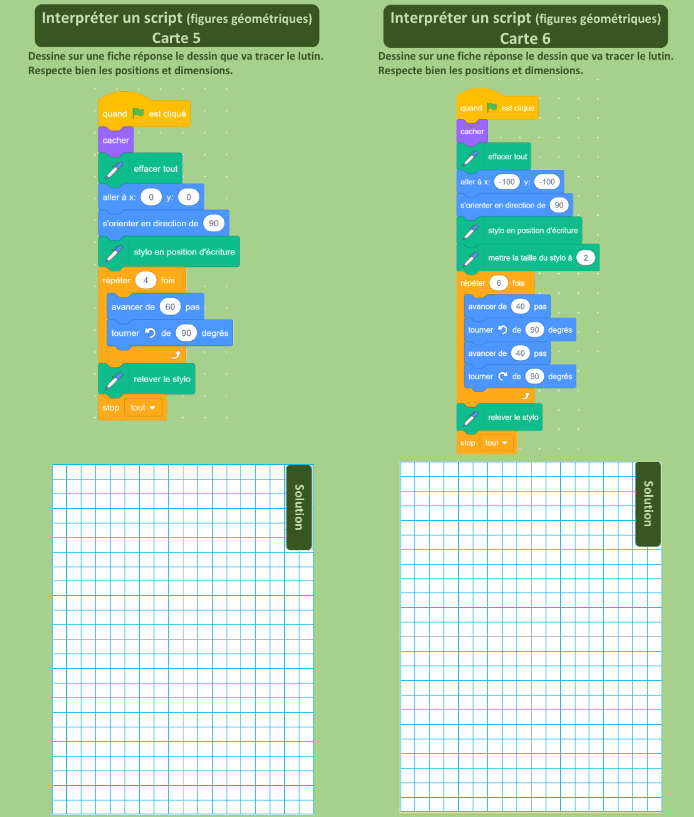 Interpréter un script (figures géométriques)
Carte 5
Dessine sur une fiche réponse le dessin que va tracer le lutin.
Respecte bien les positions et dimensions.
quand est cliqué
cacher
effacer tout
aller à x: 0 y: 0
s'orienter en direction de 90
stylo en position d'écriture
répéter 4 fois
avancer de 60 pas
tourner de 90 degrés
relever le stylo
stop tout
Solution
Interpréter un script (figures géométriques)
Carte 6
Dessine sur une fiche réponse le dessin que va tracer le lutin.
Respecte bien les positions et dimensions.
quand est cliqué
cacher
effacer tout
aller à x: -100 y: -100
s'orienter en direction de 90
stylo en position d'écriture
mettre la taille du stylo à 2
répéter 6 fois
avancer de 40 pas
tourner de 90 degrés
avancer de 40 pas
tourner de 90 degrés
relever le stylo
stop tout
Solution